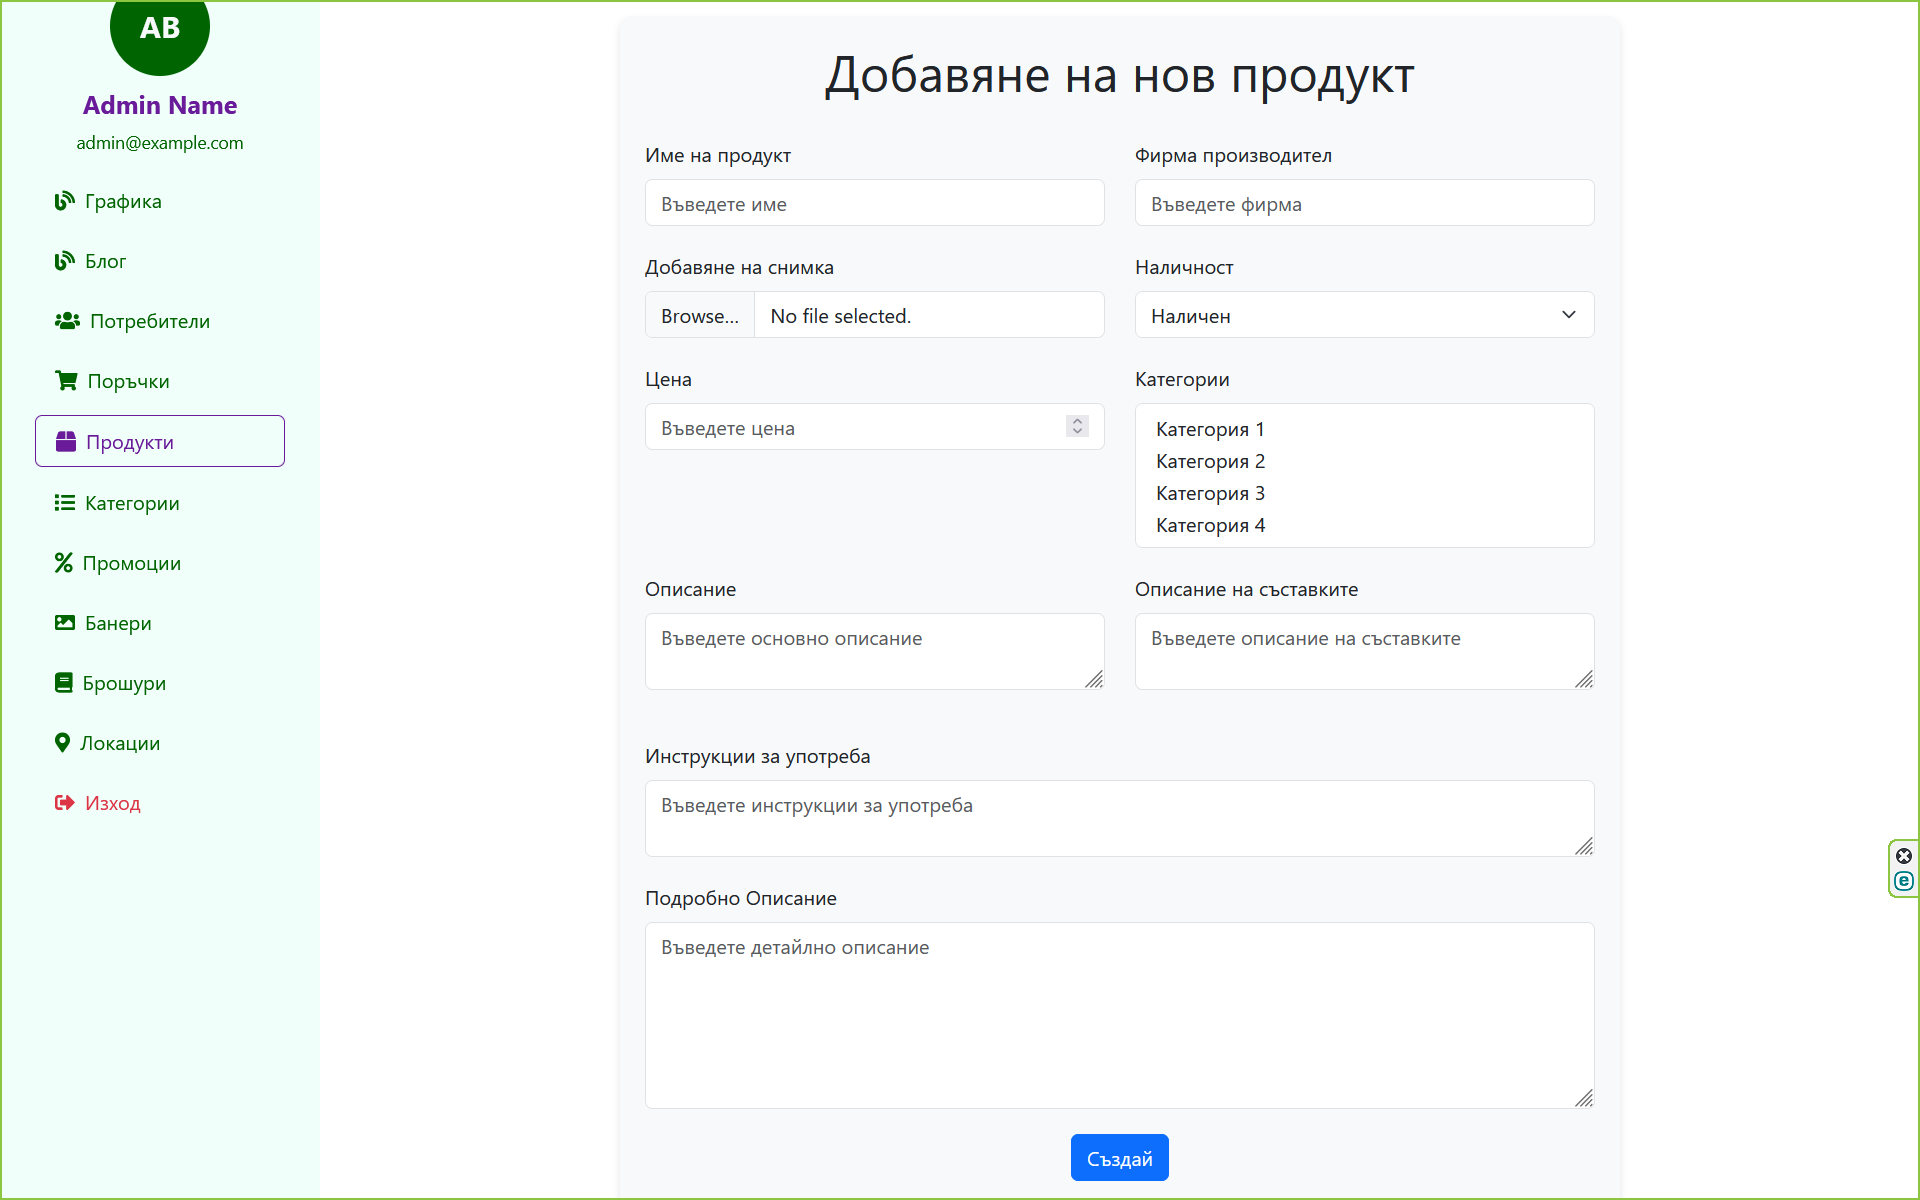 AB
Admin Name
admin@example.com
Графика
Блог
Потребители
Поръчки
Продукти
Категории
Промоции
Банери
Брошури
Локации
Изход
Добавяне на нов продукт
Име на продукт
Въведете име
Фирма производител
Въведете фирма
Добавяне на снимка
Browse... No file selected.
Наличност
Наличен
Цена
Въведете цена
Категории
Категория 1
Категория 2
Категория 3
Категория 4
Описание
Въведете основно описание
Описание на съставките
Въведете описание на съставките
Инструкции за употреба
Въведете инструкции за употреба
Подробно Описание
Въведете детайлно описание
Създай
e